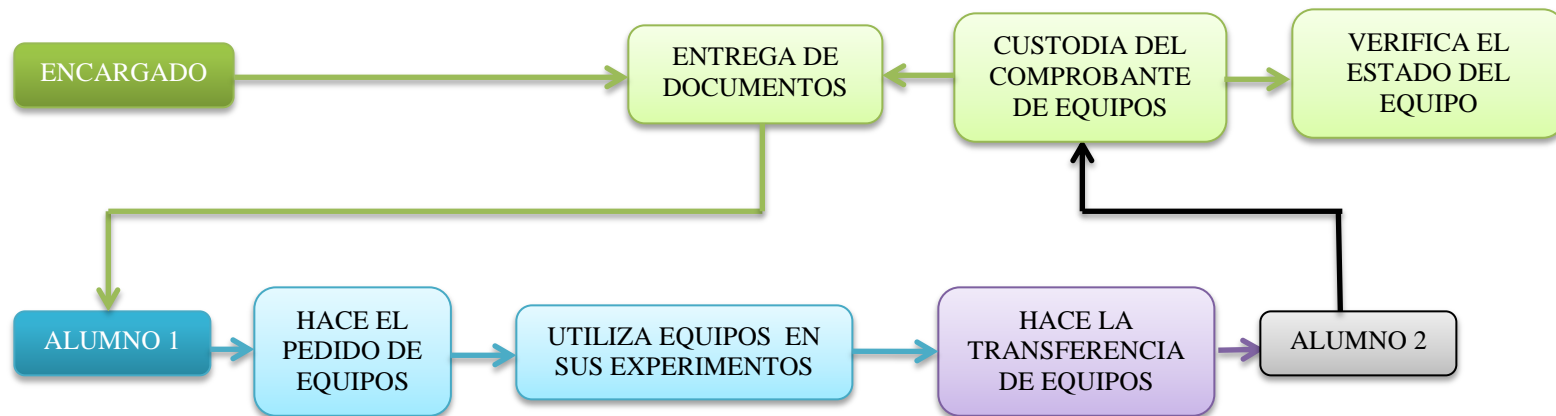 ENCARGADO
ENTREGA DE
DOCUMENTOS
CUSTODIA DEL
COMPROBANTE
DE EQUIPOS
VERIFICA EL
ESTADO DEL
EQUIPO
ALUMNO 1
HACE EL
PEDIDO DE
EQUIPOS
UTILIZA EQUIPOS EN
SUS EXPERIMENTOS
HACE LA
TRANSFERENCIA
DE EQUIPOS
ALUMNO 2